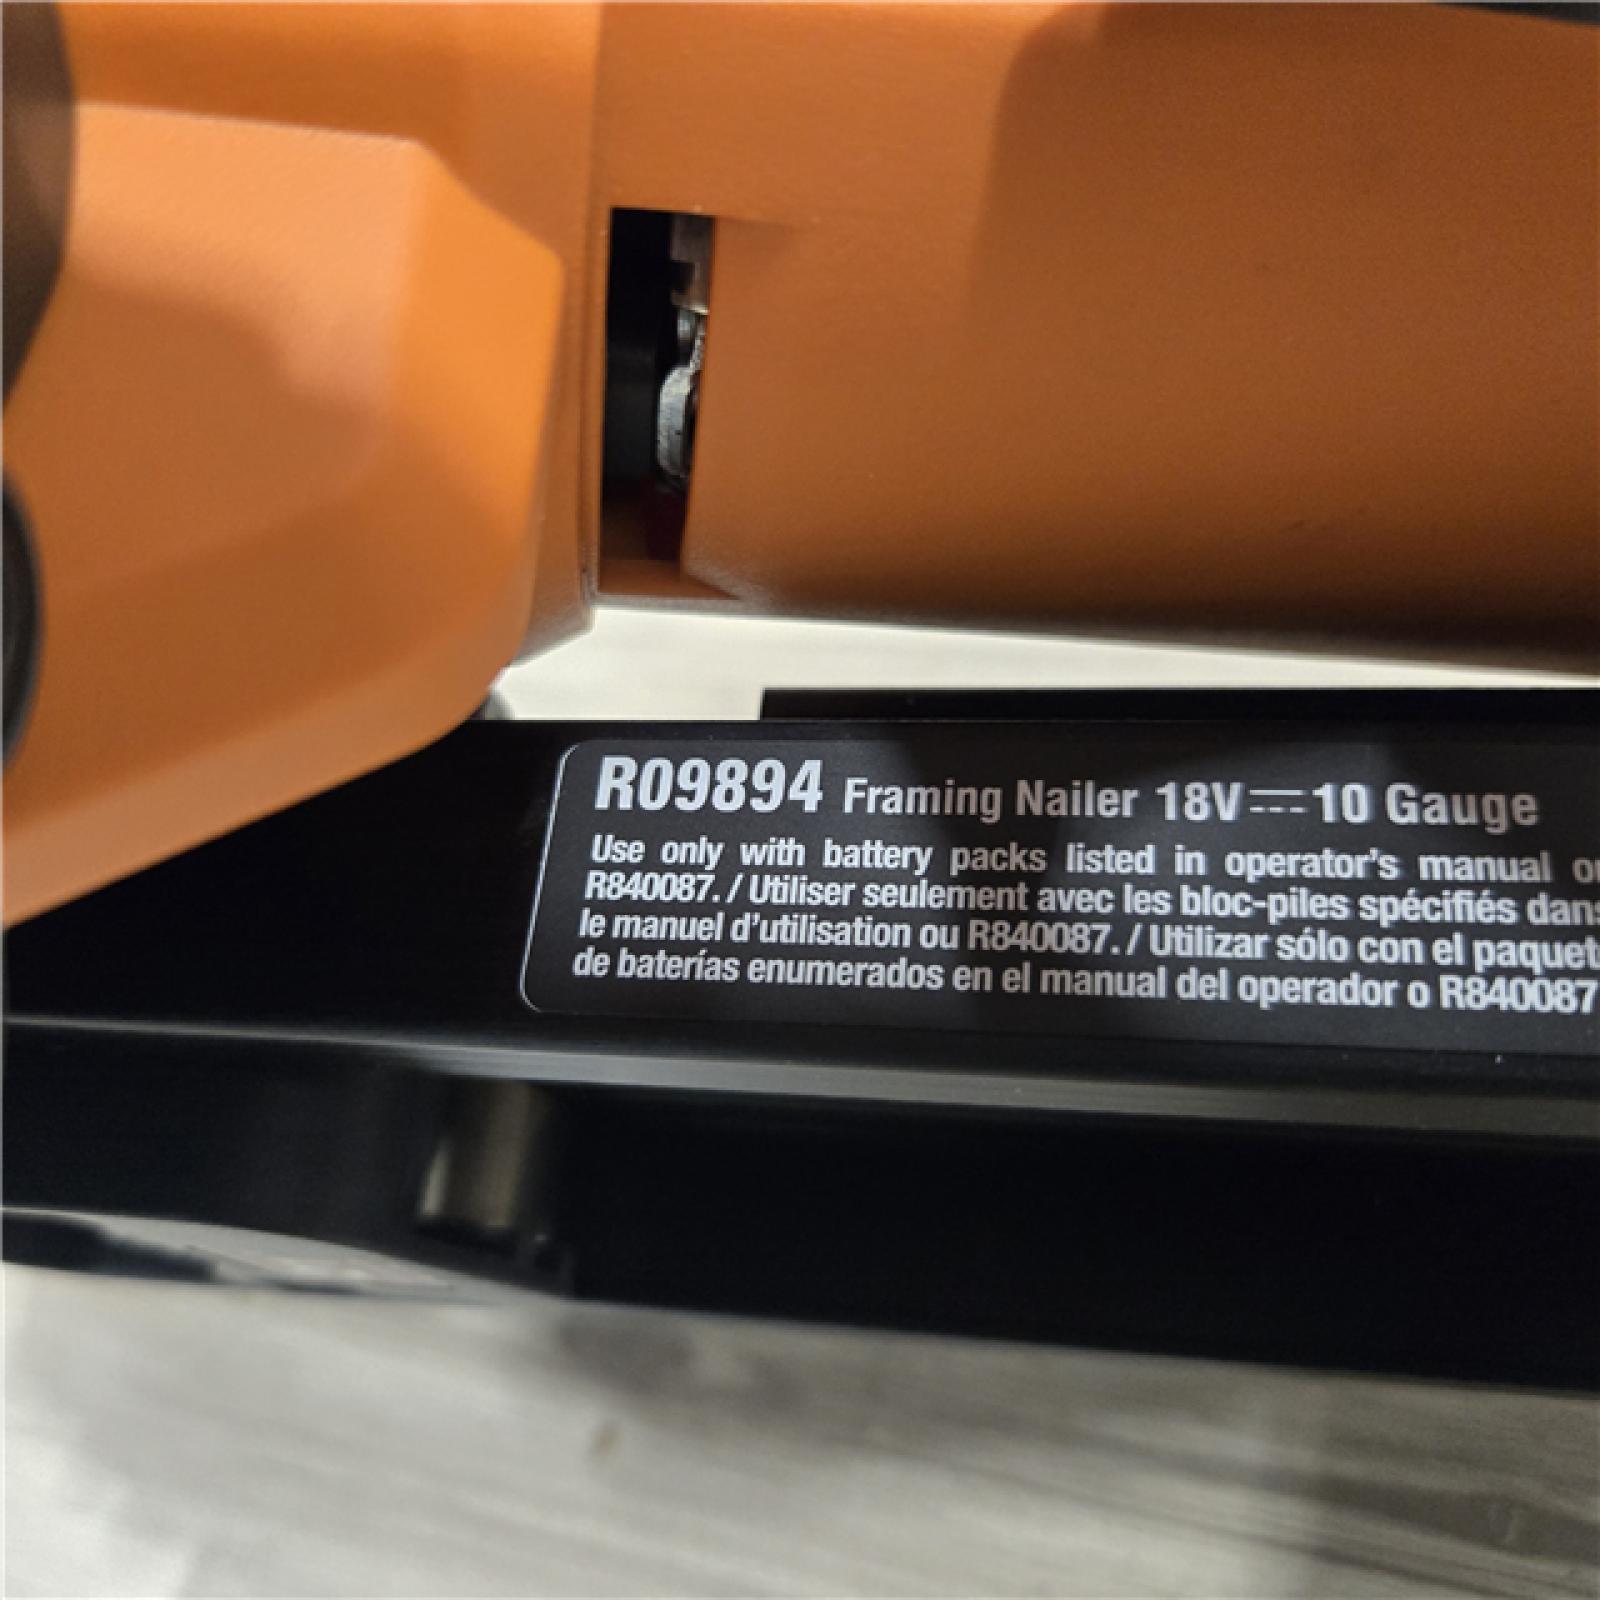 R09894 Framing Nailer 18V⎓10 Gauge
Use only with battery packs listed in operator's manual or
R840087. / Utiliser seulement avec les bloc-piles spécifiés dans
le manuel d'utilisation ou R840087. / Utilizar sólo con el paquet
de baterías enumerados en el manual del operador o R840087